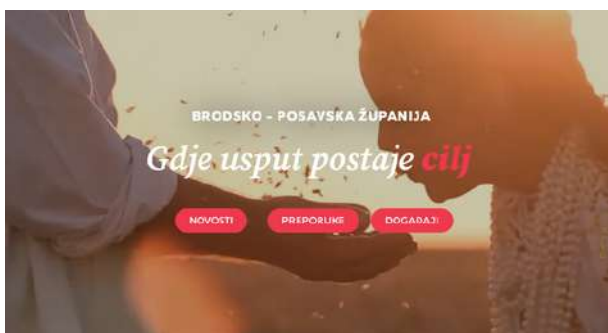 BRODSKO - POSAVSKA ŽUPANIJA
Gdje usput postaje cilj
NOVOSTI PREPORUKE DOGAĐAJI